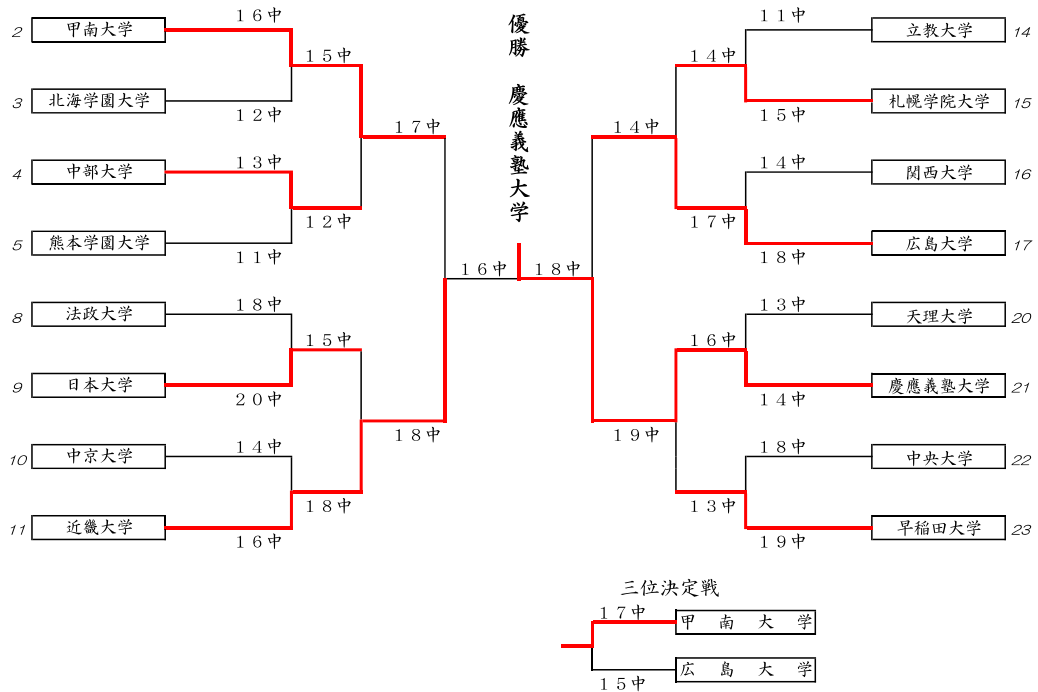 優勝 慶應義塾大学
2 甲南大学 16中
15中
3 北海学園大学 12中
17中
4 中部大学 13中
12中
5 熊本学園大学 11中
16中
8 法政大学 18中
15中
9 日本大学 20中
18中
10 中京大学 14中
18中
11 近畿大学 16中
11中 立教大学 14
14中
15中 札幌学院大学 15
14中
14中 関西大学 16
17中
18中 広島大学 17
18中
13中 天理大学 20
16中
14中 慶應義塾大学 21
19中
18中 中央大学 22
13中
19中 早稲田大学 23
三位決定戦
17中 甲南大学
15中 広島大学